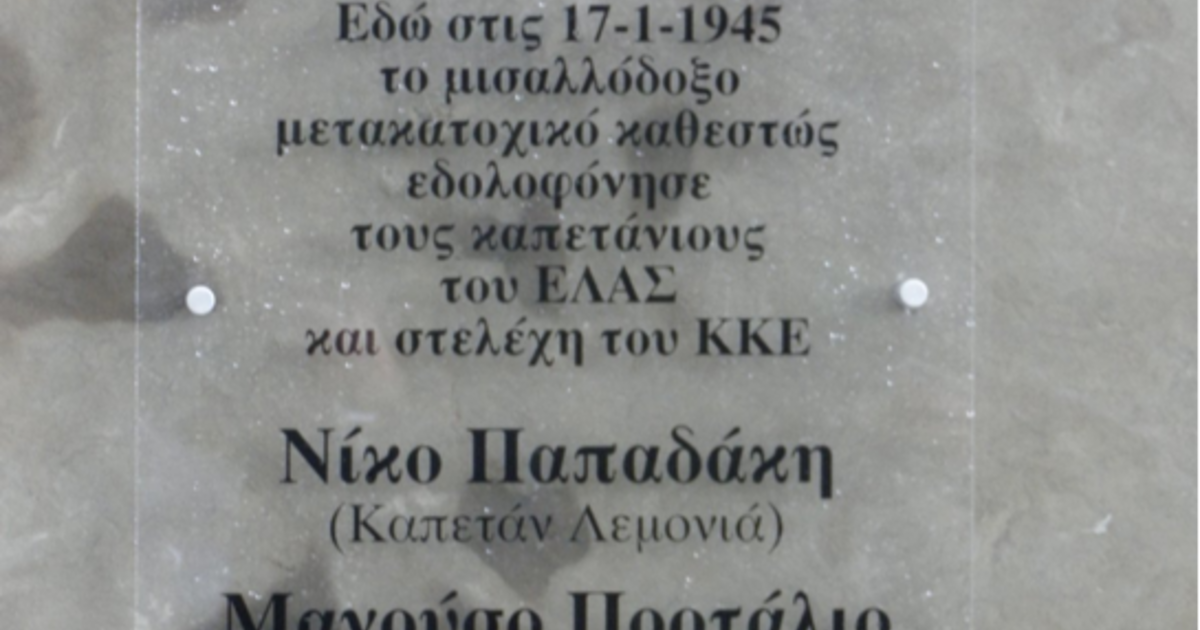 Εδώ στις 17-1-1945
το μισαλλόδοξο
μετακατοχικό καθεστώς
εδολοφόνησε
τους καπετάνιους
του ΕΛΑΣ
και στελέχη του ΚΚΕ
Νίκο Παπαδάκη
(Καπετάν Λεμονιά)